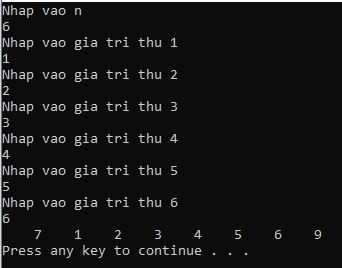 Nhap vao n
6
Nhap vao gia tri thu 1
1
Nhap vao gia tri thu 2
2
Nhap vao gia tri thu 3
3
Nhap vao gia tri thu 4
4
Nhap vao gia tri thu 5
5
Nhap vao gia tri thu 6
6
    7    1    2    3    4    5    6    9
Press any key to continue . . .